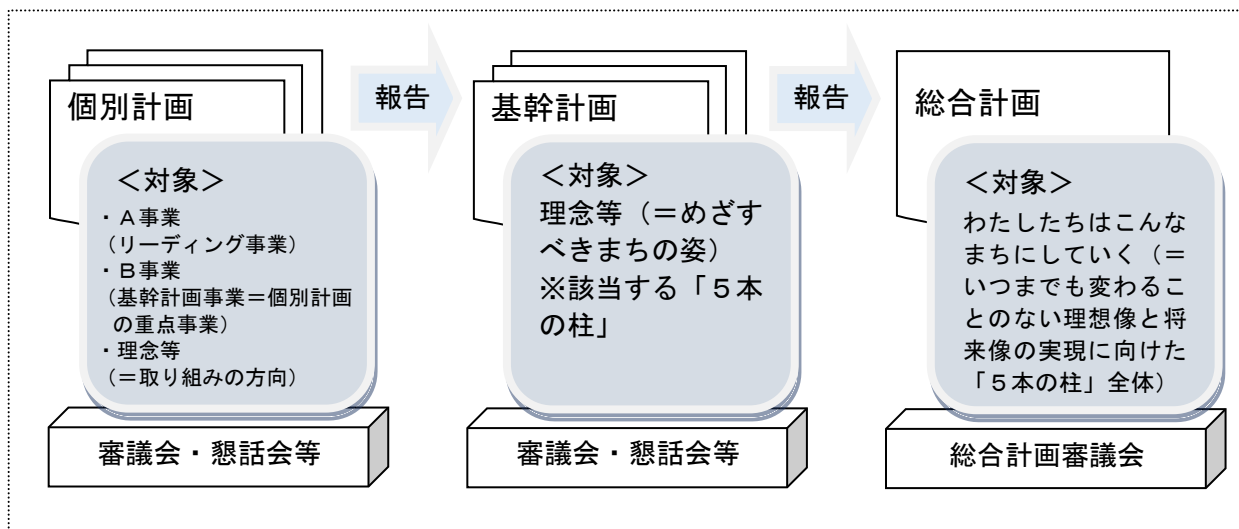 個別計画
＜対象＞
・Ａ事業
（リーディング事業）
・Ｂ事業
（基幹計画事業＝個別計画
の重点事業）
・理念等
（＝取り組みの方向）
審議会・懇話会等
報告
基幹計画
＜対象＞
理念等（＝めざす
べきまちの姿）
※該当する「５本
の柱」
審議会・懇話会等
報告
総合計画
＜対象＞
わたしたちはこんな
まちにしていく（＝
いつまでも変わるこ
とのない理想像と将
来像の実現に向けた
「５本の柱」全体）
総合計画審議会